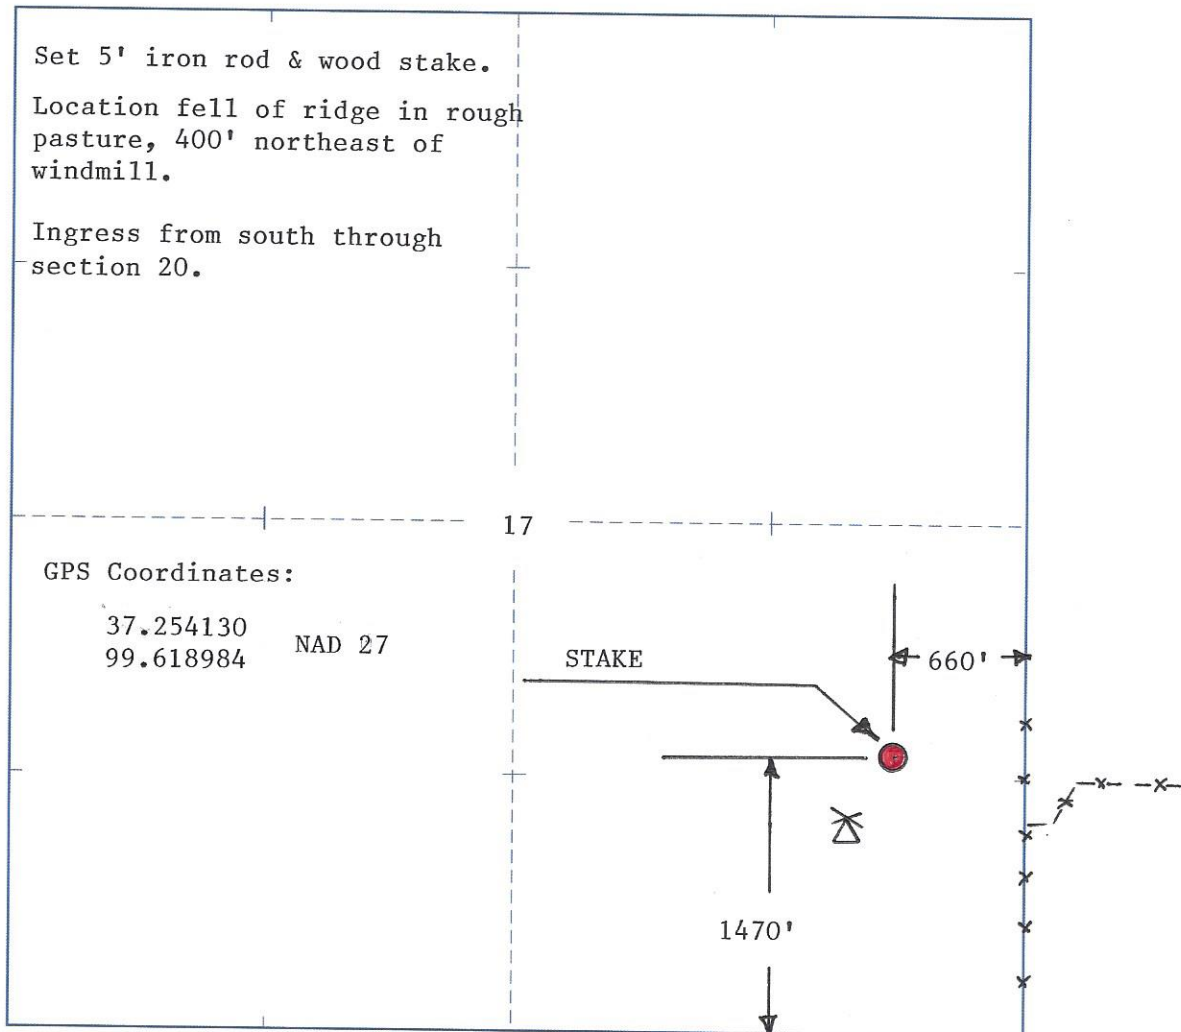 Set 5' iron rod & wood stake.
Location fell of ridge in rough
pasture, 400' northeast of
windmill.
Ingress from south through
section 20.
17
GPS Coordinates:
37.254130
99.618984
NAD 27
STAKE
660'
1470'